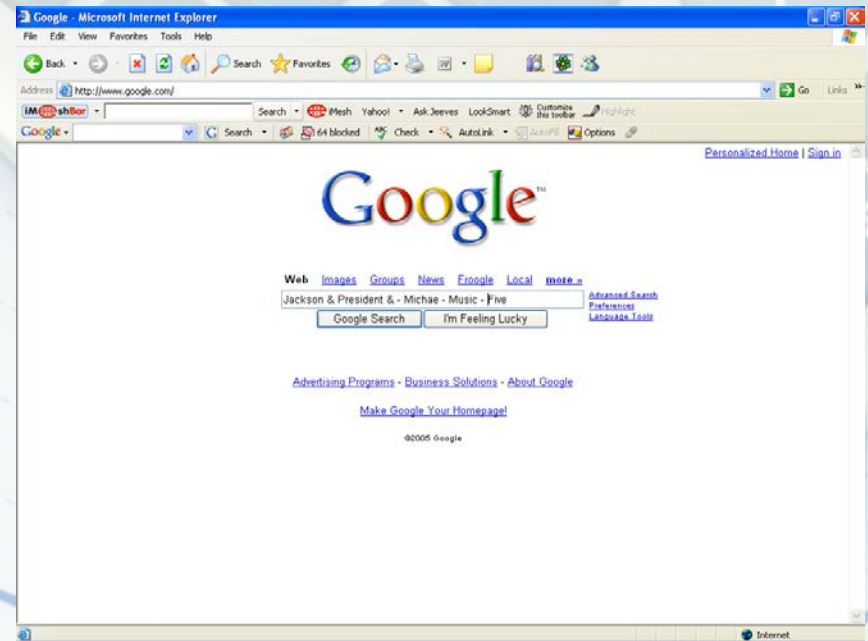 Google - Microsoft Internet Explorer
File Edit View Favorites Tools Help
Back Search Favorites
Address http://www.google.com/ Go Links »
iMeshBar Search iMesh Yahoo! Ask Jeeves LookSmart Customize this toolbar Highlight
Google Search 64 blocked Check AutoLink AutoFill Options
Personalized Home | Sign in
Google™
Web Images Groups News Froogle Local more »
Jackson & President & - Michae - Music - Five
Advanced Search
Preferences
Language Tools
Google Search I'm Feeling Lucky
Advertising Programs - Business Solutions - About Google
Make Google Your Homepage!
©2005 Google
Internet